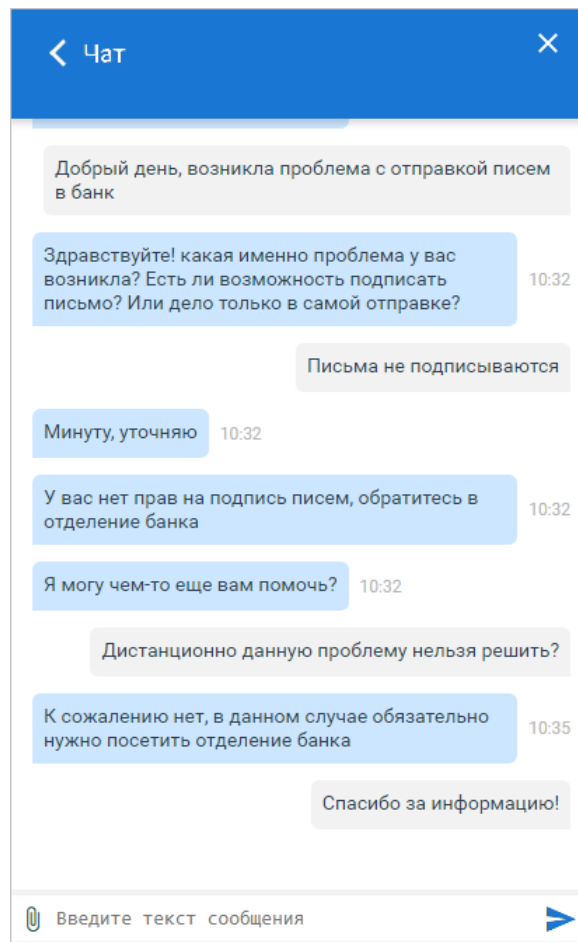 Чат
Добрый день, возникла проблема с отправкой писем
в банк
Здравствуйте! какая именно проблема у вас
возникла? Есть ли возможность подписать
письмо? Или дело только в самой отправке?
10:32
Письма не подписываются
Минуту, уточняю
10:32
У вас нет прав на подпись писем, обратитесь в
отделение банка
10:32
Я могу чем-то еще вам помочь?
10:32
Дистанционно данную проблему нельзя решить?
К сожалению нет, в данном случае обязательно
нужно посетить отделение банка
10:35
Спасибо за информацию!
Введите текст сообщения